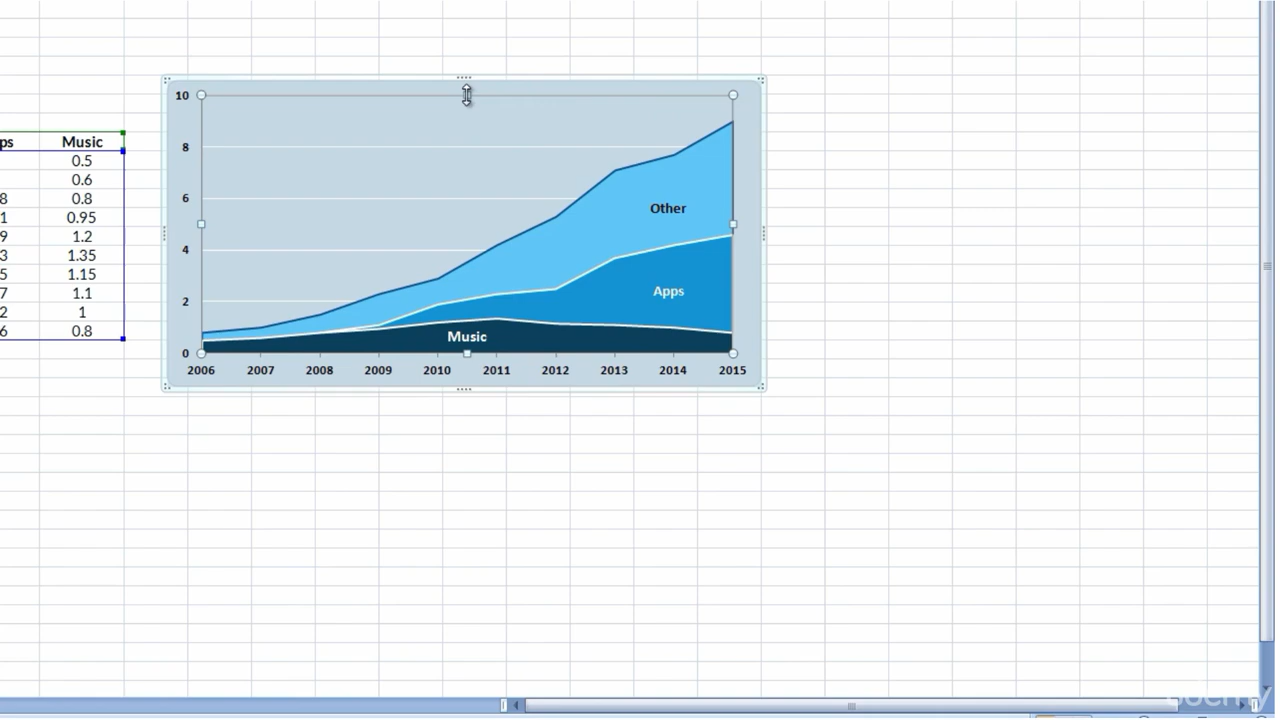 10
8
6
4
2
0
Other
Apps
Music
2006 2007 2008 2009 2010 2011 2012 2013 2014 2015
ps Music
0.5
0.6
8 0.8
1 0.95
9 1.2
3 1.35
5 1.15
7 1.1
2 1
6 0.8
udemy